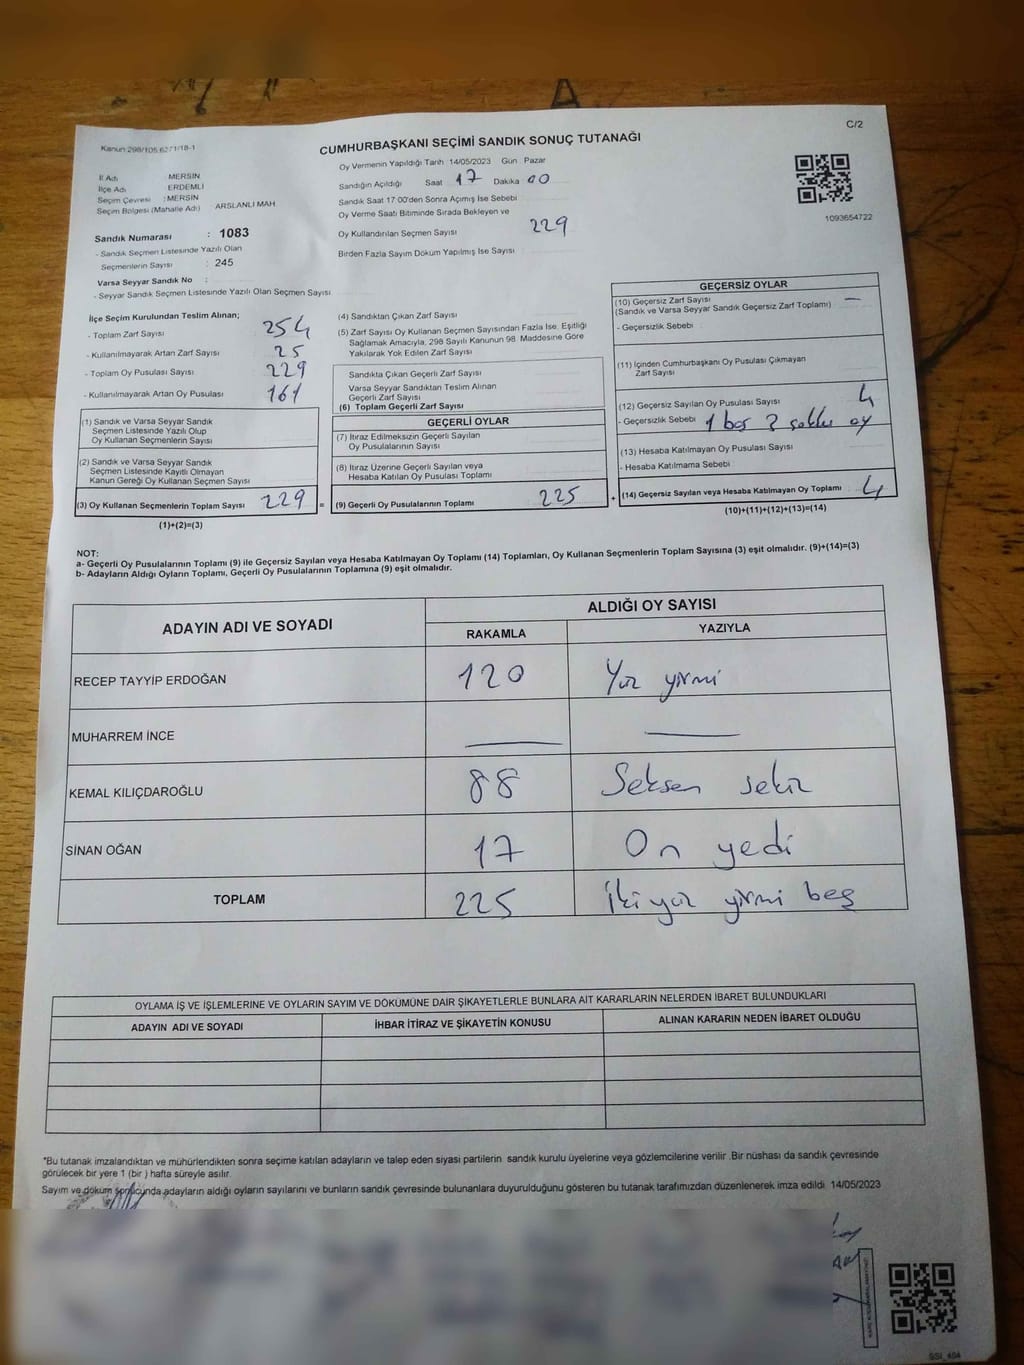 C/2
Kanun 298/105 6271/18-1
CUMHURBAŞKANI SEÇİMİ SANDIK SONUÇ TUTANAĞI
1093654722
İl Adı MERSİN
İlçe Adı ERDEMLİ
Seçim Çevresi : MERSİN
Seçim Bölgesi (Mahalle Adı) ARSLANLI MAH
Sandık Numarası : 1083
- Sandık Seçmen Listesinde Yazılı Olan
Seçmenlerin Sayısı : 245
Varsa Seyyar Sandık No :
- Seyyar Sandık Seçmen Listesinde Yazılı Olan Seçmen Sayısı
Oy Vermenin Yapıldığı Tarih 14/05/2023 Gün Pazar
Sandığın Açıldığı Saat 17 Dakika 00
Sandık Saat 17:00'den Sonra Açımış İse Sebebi
Oy Verme Saati Bitiminde Sırada Bekleyen ve
Oy Kullandırılan Seçmen Sayısı 229
Birden Fazla Sayım Döküm Yapılmış İse Sayısı
İlçe Seçim Kurulundan Teslim Alınan;
- Toplam Zarf Sayısı 254
- Kullanılmayarak Artan Zarf Sayısı 25
- Toplam Oy Pusulası Sayısı 229
- Kullanılmayarak Artan Oy Pusulası 161
(1) Sandık ve Varsa Seyyar Sandık
Seçmen Listesinde Yazılı Olup
Oy Kullanan Seçmenlerin Sayısı
(2) Sandık ve Varsa Seyyar Sandık
Seçmen Listesinde Kayıtlı Olmayan
Kanun Gereği Oy Kullanan Seçmen Sayısı
(3) Oy Kullanan Seçmenlerin Toplam Sayısı 229 =
(1)+(2)=(3)
(4) Sandıktan Çıkan Zarf Sayısı
(5) Zarf Sayısı Oy Kullanan Seçmen Sayısından Fazla İse, Eşitliği
Sağlamak Amacıyla, 298 Sayılı Kanunun 98. Maddesine Göre
Yakılarak Yok Edilen Zarf Sayısı
Sandıkta Çıkan Geçerli Zarf Sayısı
Varsa Seyyar Sandıktan Teslim Alınan
Geçerli Zarf Sayısı
(6) Toplam Geçerli Zarf Sayısı
GEÇERLİ OYLAR
(7) İtiraz Edilmeksizin Geçerli Sayılan
Oy Pusulalarının Sayısı
(8) İtiraz Üzerine Geçerli Sayılan veya
Hesaba Katılan Oy Pusulası Toplamı
(9) Geçerli Oy Pusulalarının Toplamı 225 +
GEÇERSİZ OYLAR
(10) Geçersiz Zarf Sayısı —
(Sandık ve Varsa Seyyar Sandık Geçersiz Zarf Toplamı)
- Geçersizlik Sebebi
(11) İçinden Cumhurbaşkanı Oy Pusulası Çıkmayan
Zarf Sayısı
(12) Geçersiz Sayılan Oy Pusulası Sayısı 4
- Geçersizlik Sebebi 1 boş oy
(13) Hesaba Katılmayan Oy Pusulası Sayısı
- Hesaba Katılmama Sebebi
(14) Geçersiz Sayılan veya Hesaba Katılmayan Oy Toplamı 4
(10)+(11)+(12)+(13)=(14)
NOT:
a- Geçerli Oy Pusulalarının Toplamı (9) ile Geçersiz Sayılan veya Hesaba Katılmayan Oy Toplamı (14) Toplamları, Oy Kullanan Seçmenlerin Toplam Sayısına (3) eşit olmalıdır. (9)+(14)=(3)
b- Adayların Aldığı Oyların Toplamı, Geçerli Oy Pusulalarının Toplamına (9) eşit olmalıdır.
ADAYIN ADI VE SOYADI ALDIĞI OY SAYISI
RAKAMLA YAZIYLA
RECEP TAYYİP ERDOĞAN 120 Yüz yirmi
MUHARREM İNCE — —
KEMAL KILIÇDAROĞLU 88 Seksen sekiz
SİNAN OĞAN 17 On yedi
TOPLAM 225 İki yüz yirmi beş
OYLAMA İŞ VE İŞLEMLERİNE VE OYLARIN SAYIM VE DÖKÜMÜNE DAİR ŞİKAYETLERLE BUNLARA AİT KARARLARIN NELERDEN İBARET BULUNDUKLARI
ADAYIN ADI VE SOYADI İHBAR İTİRAZ VE ŞİKAYETİN KONUSU ALINAN KARARIN NEDEN İBARET OLDUĞU
*Bu tutanak imzalandıktan ve mühürlendikten sonra seçime katılan adayların ve talep eden siyasi partilerin sandık kurulu üyelerine veya gözlemcilerine verilir .Bir nüshası da sandık çevresinde
görülecek bir yere 1 (bir ) hafta süreyle asılır.
Sayım ve döküm sonucunda adayların aldığı oyların sayılarını ve bunların sandık çevresinde bulunanlara duyurulduğunu gösteren bu tutanak tarafımızdan düzenlenerek imza edildi 14/05/2023